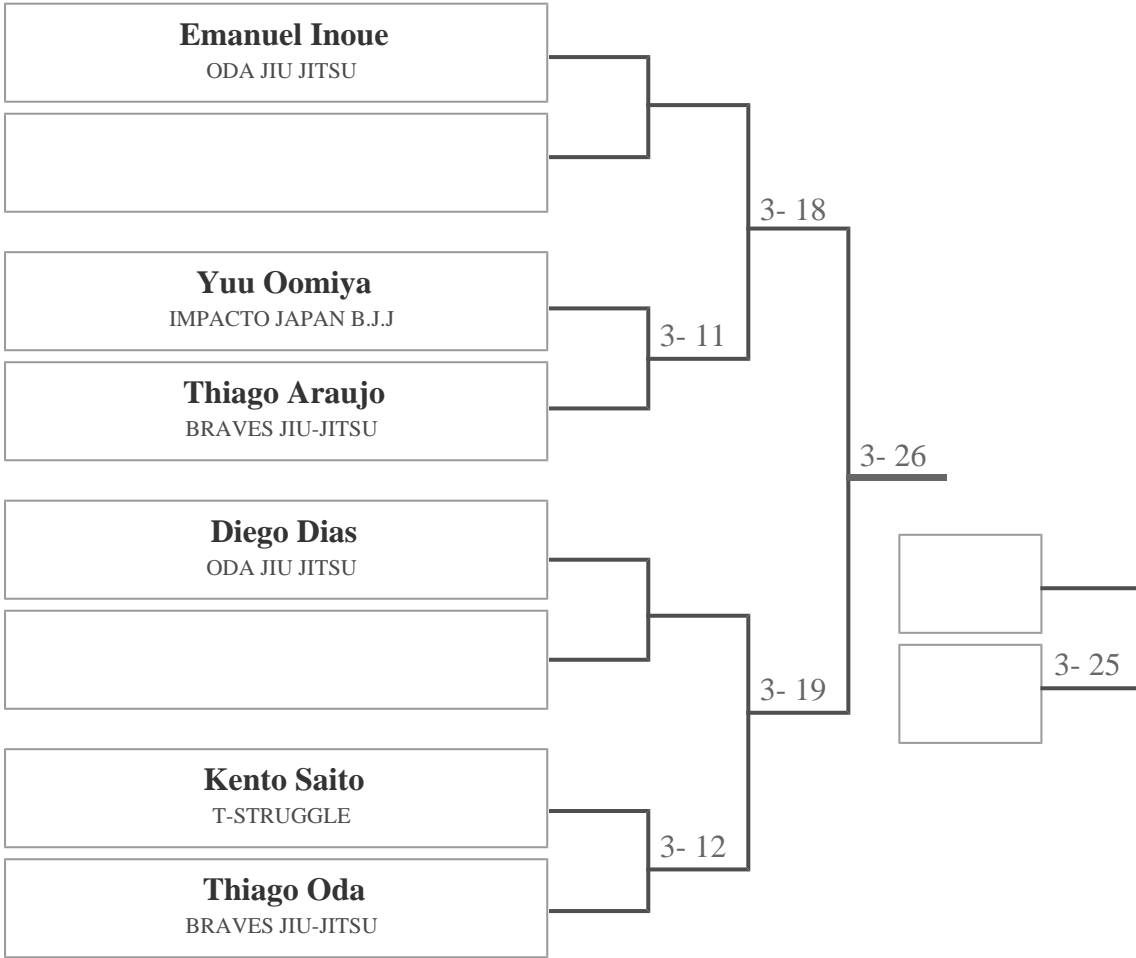 Emanuel Inoue
ODA JIU JITSU
3- 18
Yuu Oomiya
IMPACTO JAPAN B.J.J
3- 11
Thiago Araujo
BRAVES JIU-JITSU
3- 26
Diego Dias
ODA JIU JITSU
3- 25
3- 19
Kento Saito
T-STRUGGLE
3- 12
Thiago Oda
BRAVES JIU-JITSU